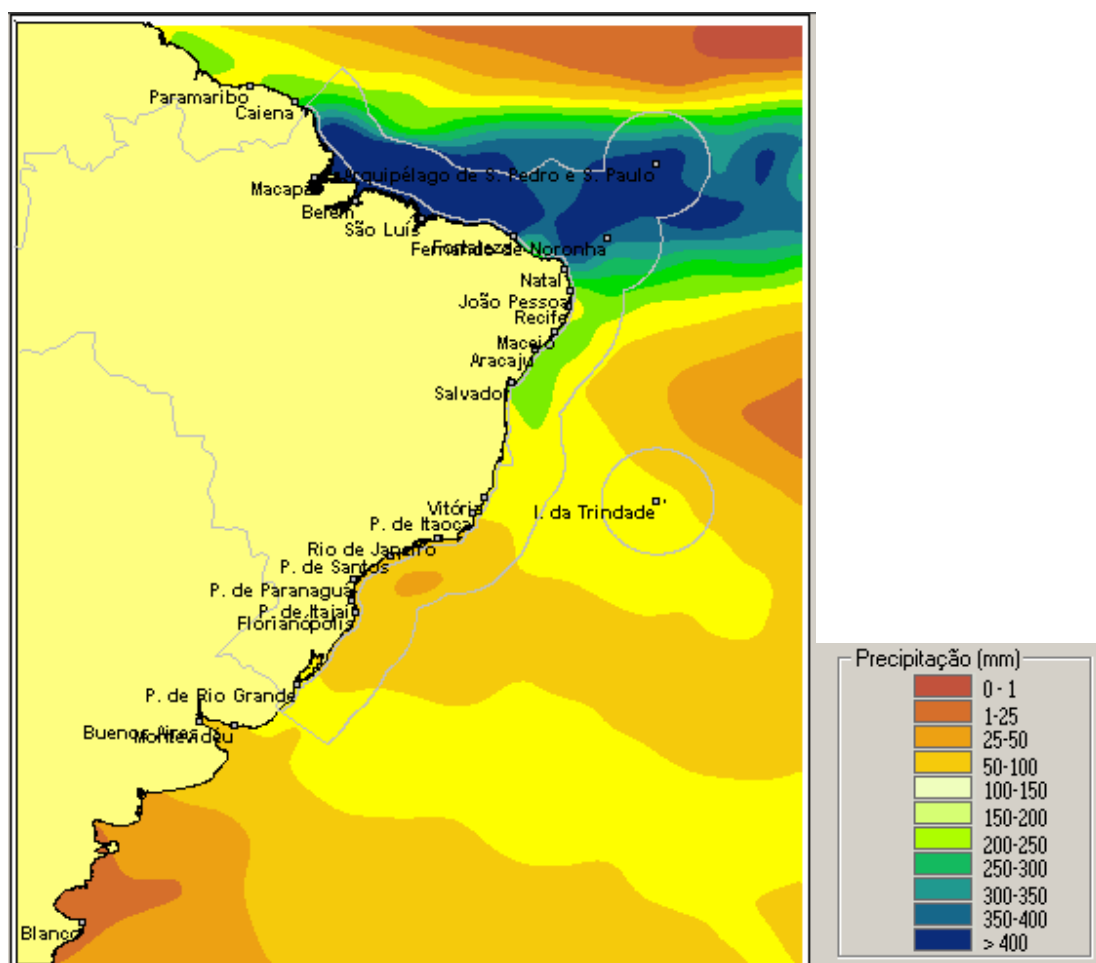 Paramaribo
Caiena
Arquipélago de S. Pedro e S. Paulo
Macapá
Berém
São Luís
Fortaleza
Fernando de Noronha
Natal
João Pessoa
Recife
Maceio
Aracaju
Salvador
Vitória
I. da Trindade
P. de Itaoca
Rio de Janeiro
P. de Santos
P. de Paranaguá
P. de Itajaí
Florianópolis
P. de Rio Grande
Buenos Aires
Montevidéu
Blanco
Precipitação (mm)
0 - 1
1-25
25-50
50-100
100-150
150-200
200-250
250-300
300-350
350-400
> 400